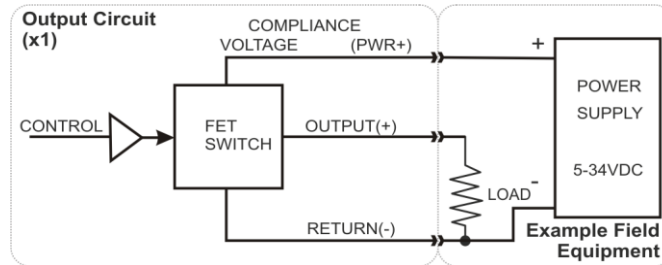 Output Circuit
(x1)
COMPLIANCE
VOLTAGE (PWR+)
CONTROL
FET
SWITCH
OUTPUT(+)
RETURN(-)
LOAD
+
-
POWER
SUPPLY
5-34VDC
Example Field
Equipment